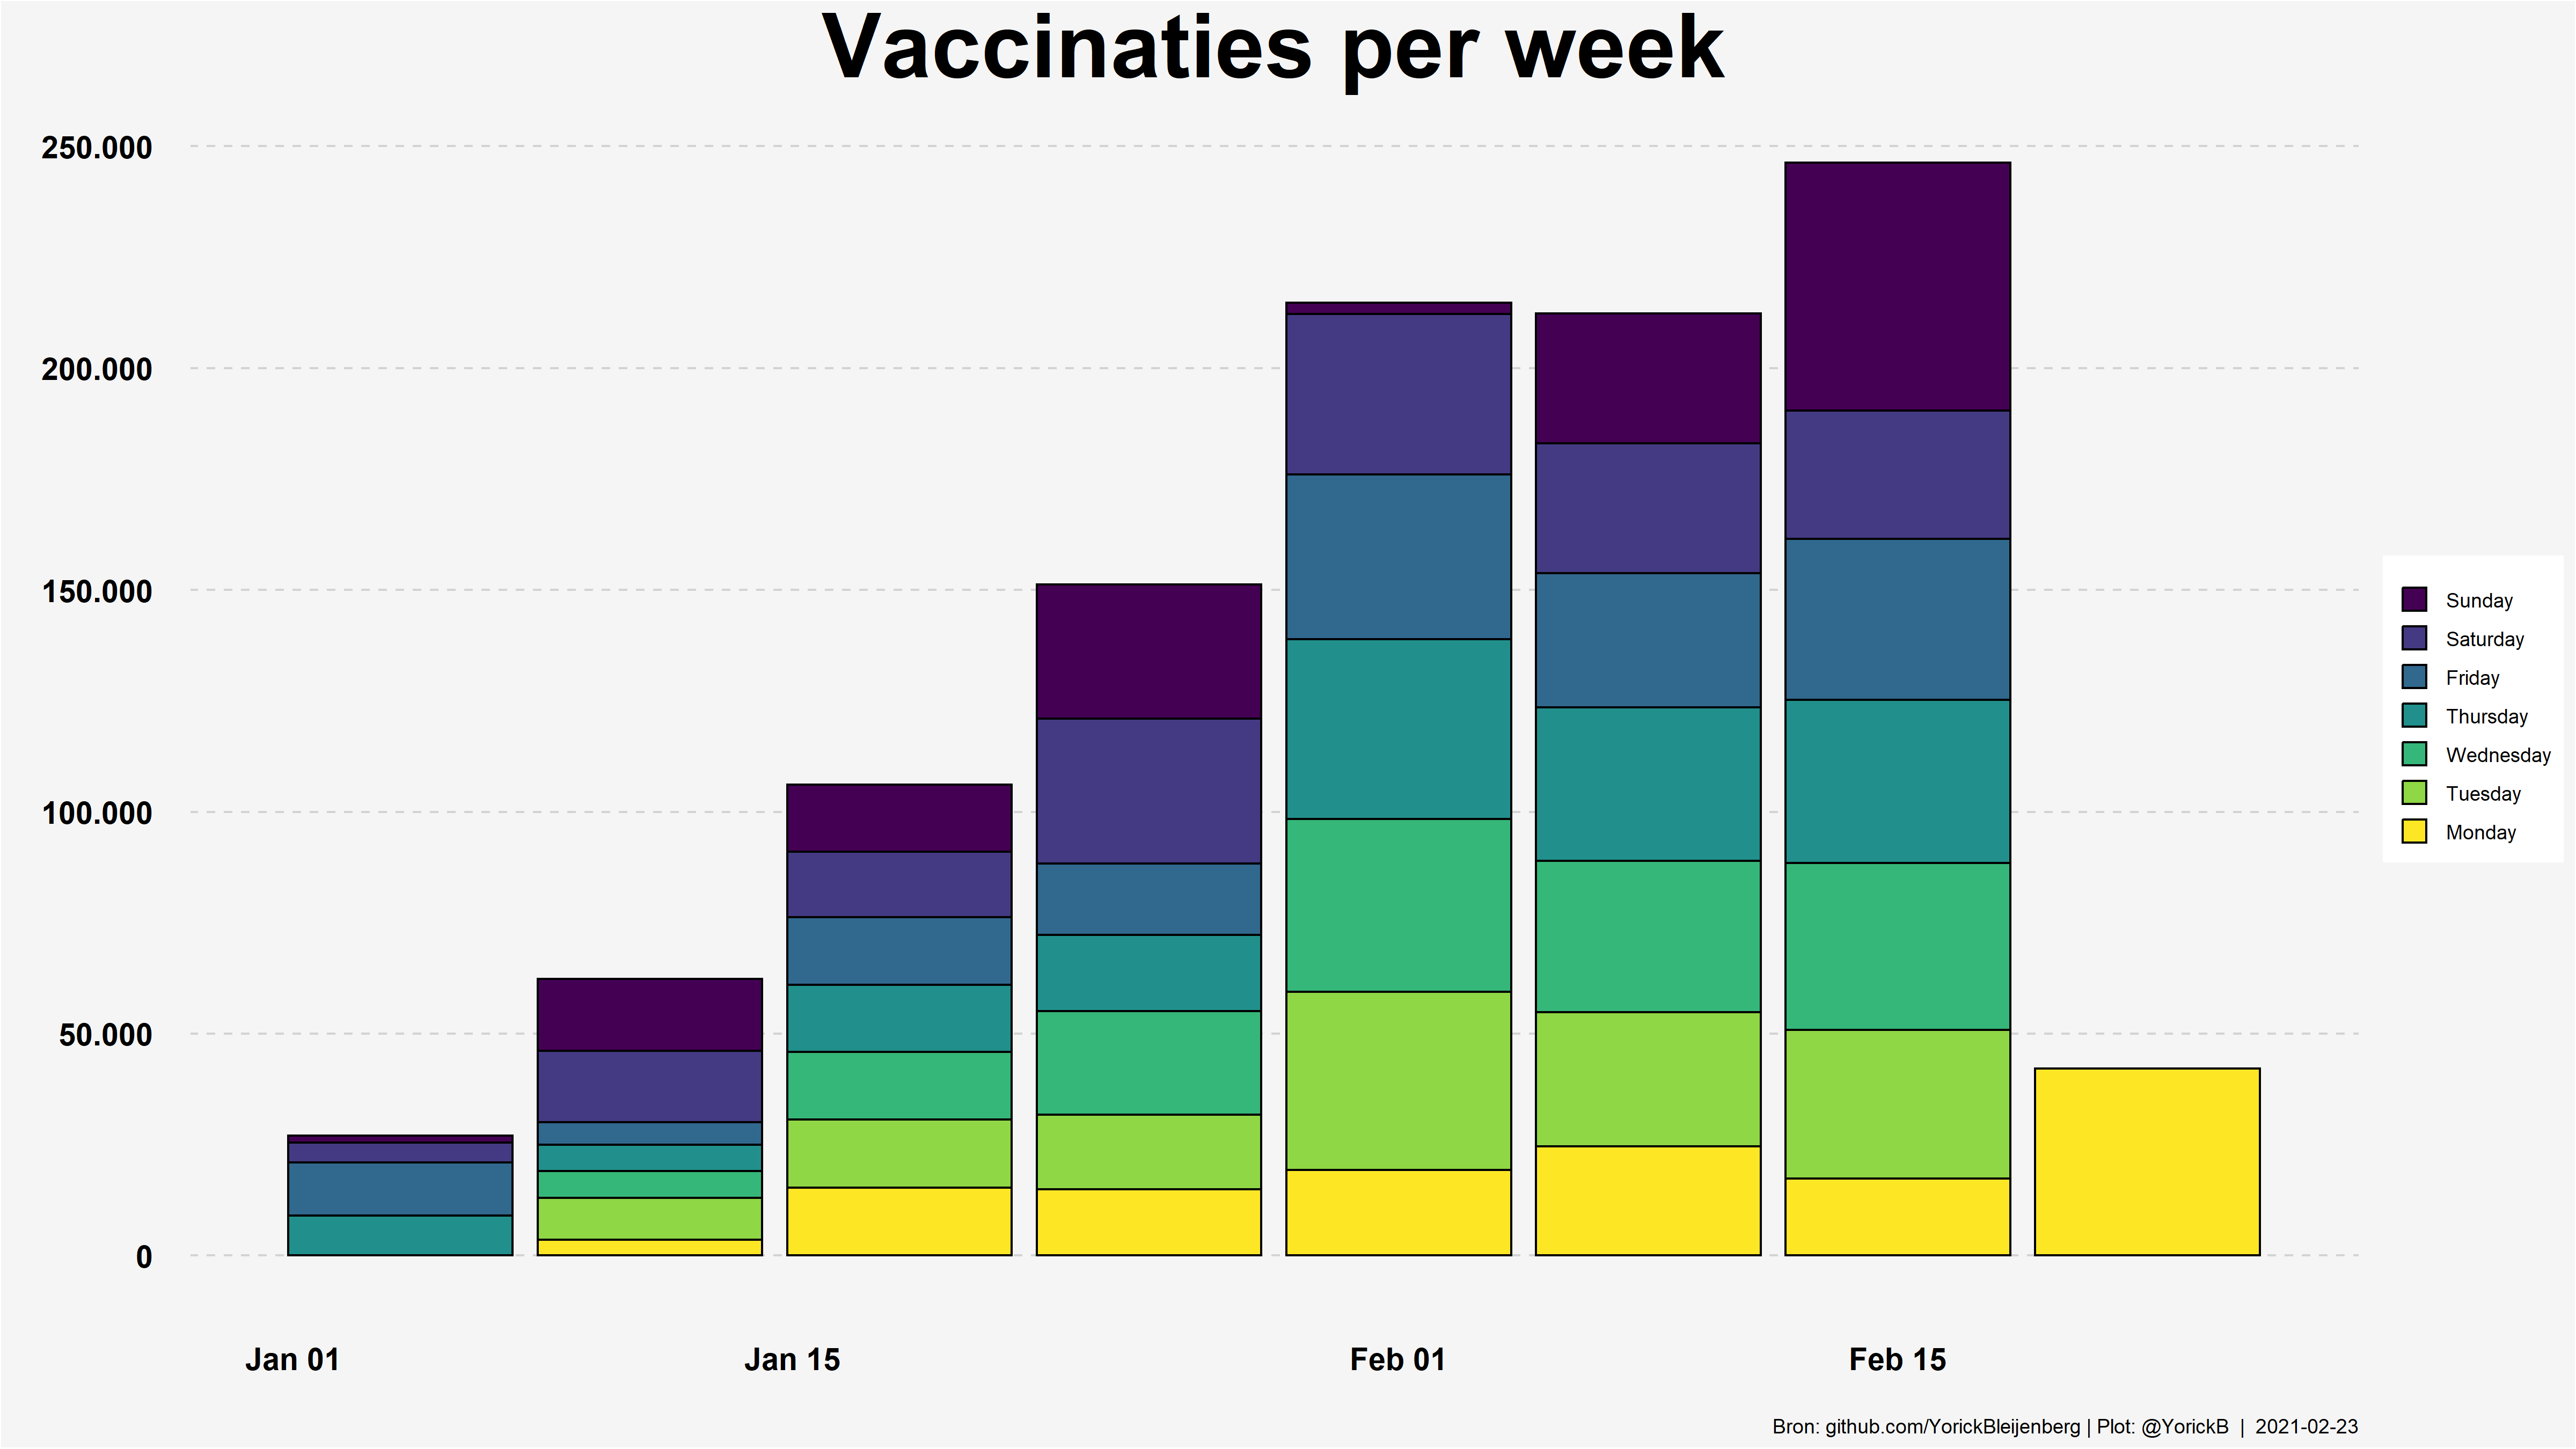 Vaccinaties per week
250.000
200.000
150.000
100.000
50.000
0
Sunday
Saturday
Friday
Thursday
Wednesday
Tuesday
Monday
Jan 01
Jan 15
Feb 01
Feb 15
Bron: github.com/YorickBleijenberg | Plot: @YorickB | 2021-02-23